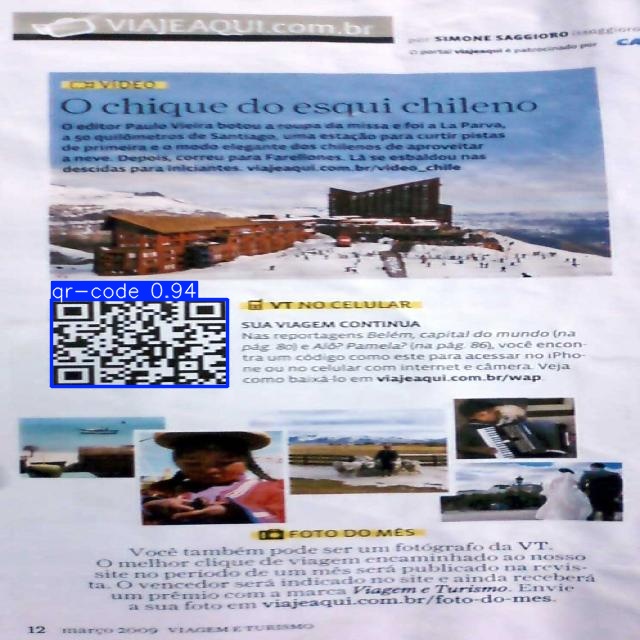 VIAJEAQUI.com.br
por SIMONE SAGGIORO
O portal viajeaqui é patrocinado por CA
VÍDEO
O chique do esqui chileno
O editor Paulo Vieira botou a roupa da missa e foi a La Parva,
a 50 quilômetros de Santiago, uma estação para curtir pistas
de primeira e o modo elegante dos chilenos de aproveitar
a neve. Depois, correu para Farellones. Lá se esbaldou nas
descidas para iniciantes. viajeaqui.com.br/video_chile
qr-code 0.94
VT NO CELULAR
SUA VIAGEM CONTINUA
Nas reportagens Belém, capital do mundo (na
pág. 80) e Alô? Pamela? (na pág. 86), você encon-
tra um código como este para acessar no iPho-
ne ou no celular com internet e câmera. Veja
como baixá-lo em viajeaqui.com.br/wap.
FOTO DO MÊS
Você também pode ser um fotógrafo da VT.
O melhor clique de viagem encaminhado ao nosso
site no período de um mês será publicado na revis-
ta. O vencedor será indicado no site e ainda receberá
um prêmio com a marca Viagem e Turismo. Envie
a sua foto em viajeaqui.com.br/foto-do-mes.
12 março 2009 VIAGEM E TURISMO